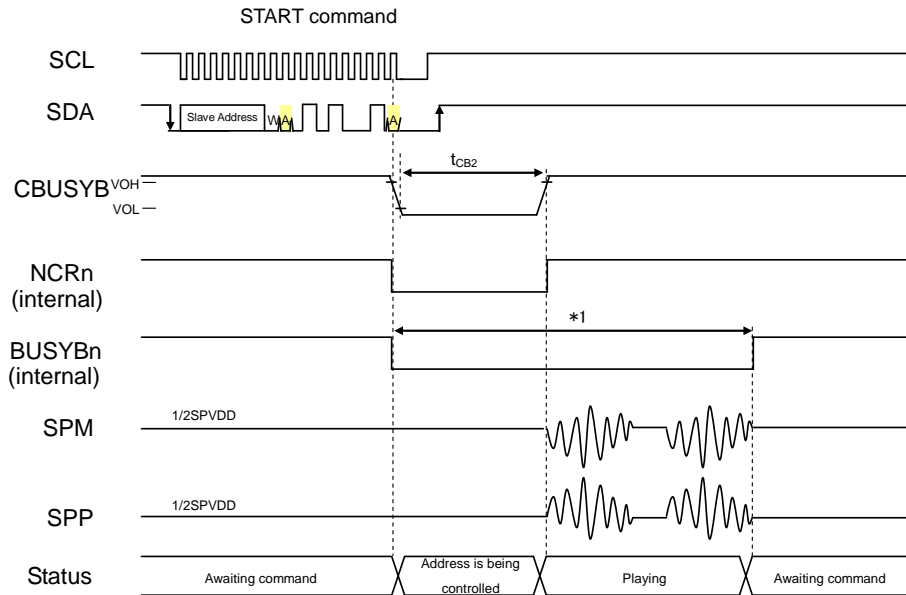 START command
SCL
SDA
Slave Address
W
A
A
tCB2
CBUSYB
VOH
VOL
NCRn
(internal)
*1
BUSYBn
(internal)
1/2SPVDD
SPM
1/2SPVDD
SPP
Status
Awaiting command
Address is being
controlled
Playing
Awaiting command